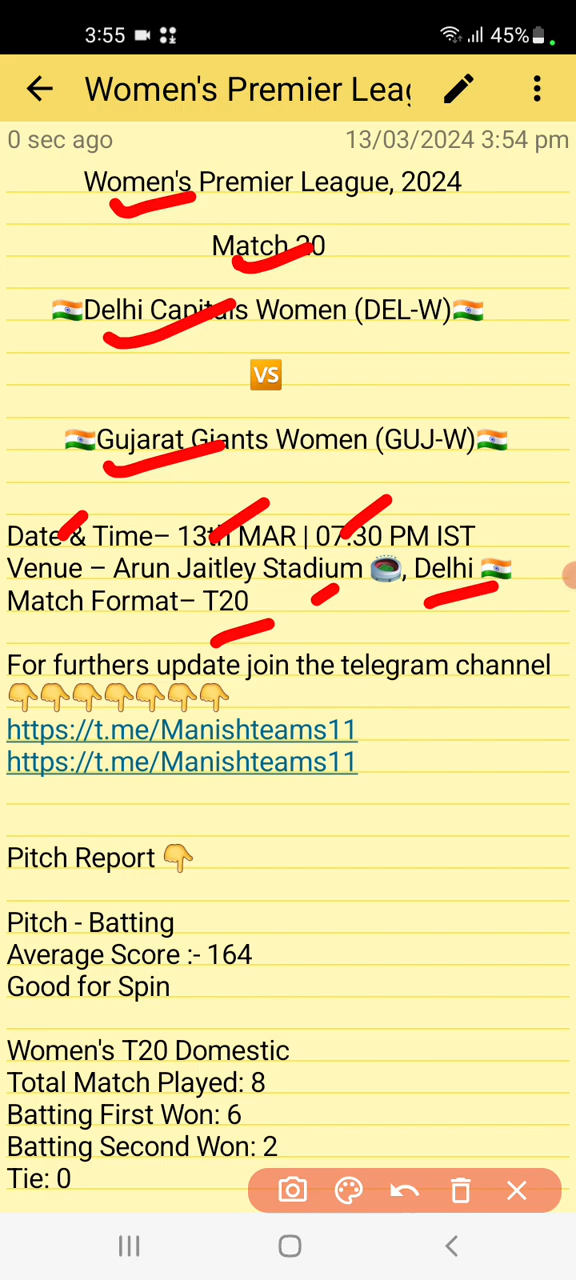 3:55
45%
Women's Premier Leag
0 sec ago 13/03/2024 3:54 pm
Women's Premier League, 2024
Match 20
🇮🇳Delhi Capitals Women (DEL-W)🇮🇳
🆚
🇮🇳Gujarat Giants Women (GUJ-W)🇮🇳
Date & Time– 13th MAR | 07:30 PM IST
Venue – Arun Jaitley Stadium 🏟️, Delhi 🇮🇳
Match Format– T20
For furthers update join the telegram channel
👇👇👇👇👇👇👇
https://t.me/Manishteams11
https://t.me/Manishteams11
Pitch Report 👇
Pitch - Batting
Average Score :- 164
Good for Spin
Women's T20 Domestic
Total Match Played: 8
Batting First Won: 6
Batting Second Won: 2
Tie: 0